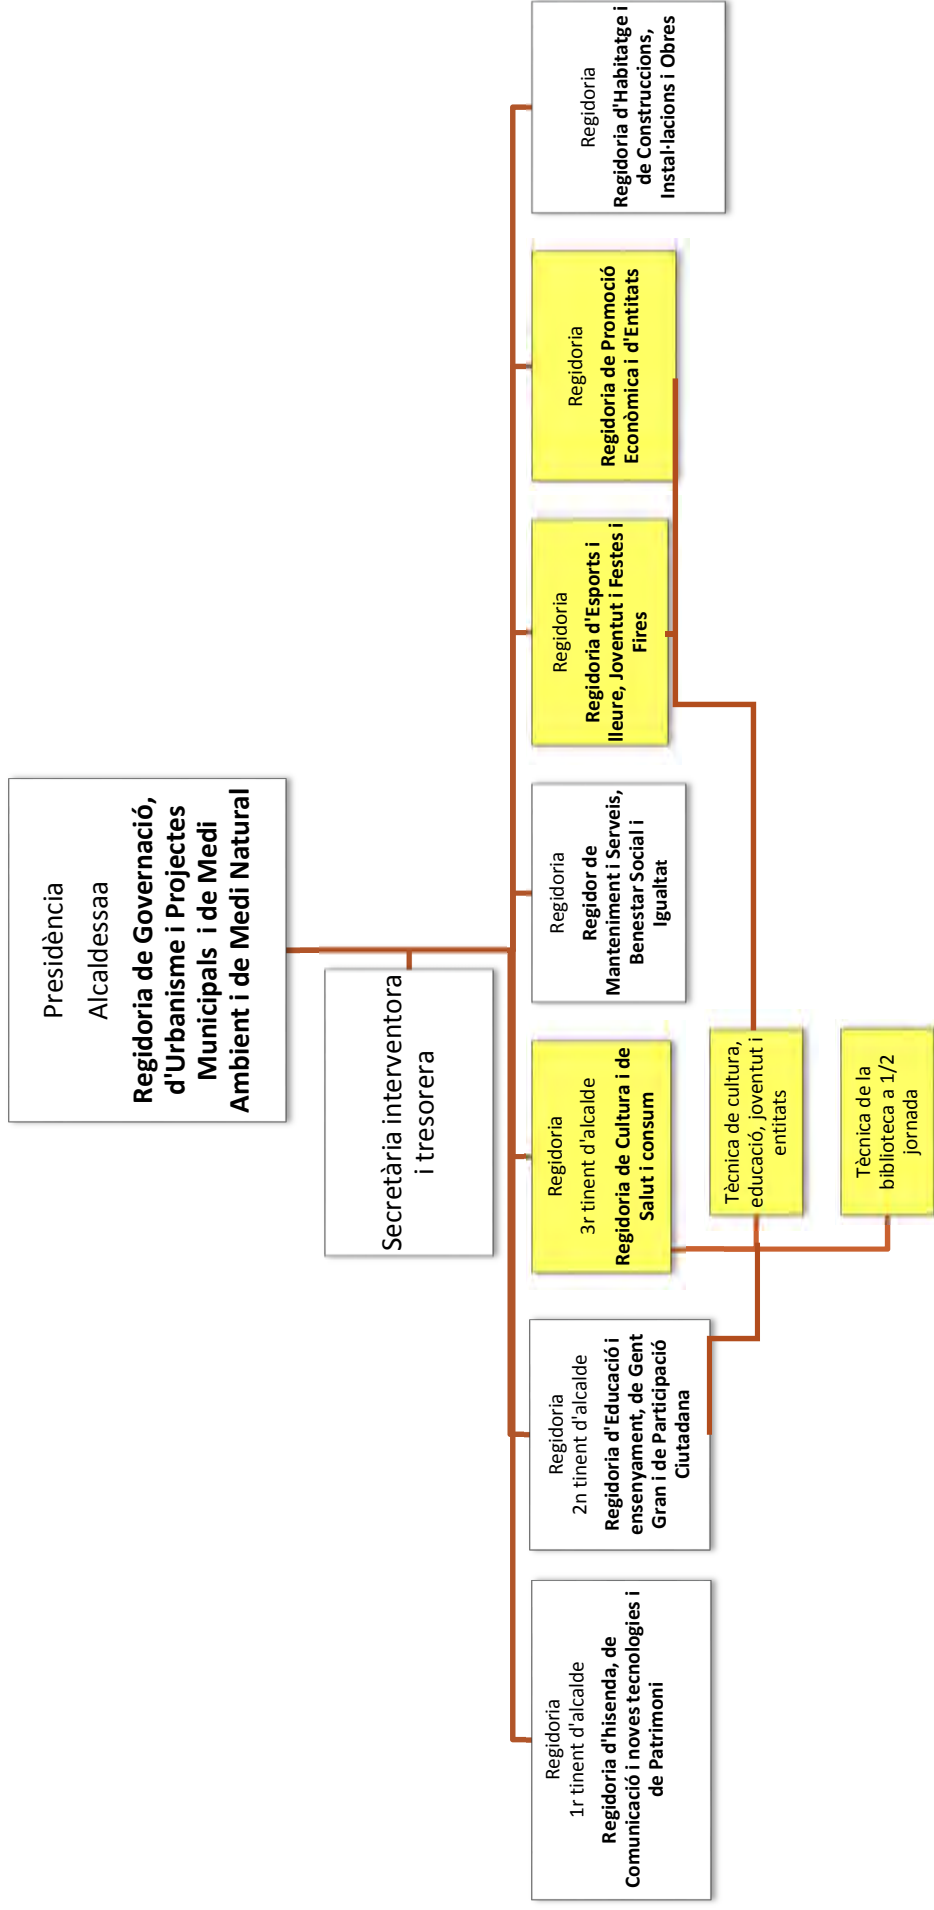 Presidència
Alcaldessaa
Regidoria de Governació,
d'Urbanisme i Projectes
Municipals i de Medi
Ambient i de Medi Natural
Secretària interventora
i tresorera
Regidoria
1r tinent d'alcalde
Regidoria d'hisenda, de
Comunicació i noves tecnologies i
de Patrimoni
Regidoria
2n tinent d'alcalde
Regidoria d'Educació i
ensenyament, de Gent
Gran i de Participació
Ciutadana
Regidoria
3r tinent d'alcalde
Regidoria de Cultura i de
Salut i consum
Regidoria
Regidor de
Manteniment i Serveis,
Benestar Social i
Igualtat
Regidoria
Regidoria d'Esports i
lleure, Joventut i Festes i
Fires
Regidoria
Regidoria de Promoció
Econòmica i d'Entitats
Regidoria
Regidoria d'Habitatge i
de Construccions,
Instal·lacions i Obres
Tècnica de cultura,
educació, joventut i
entitats
Tècnica de la
biblioteca a 1/2
jornada